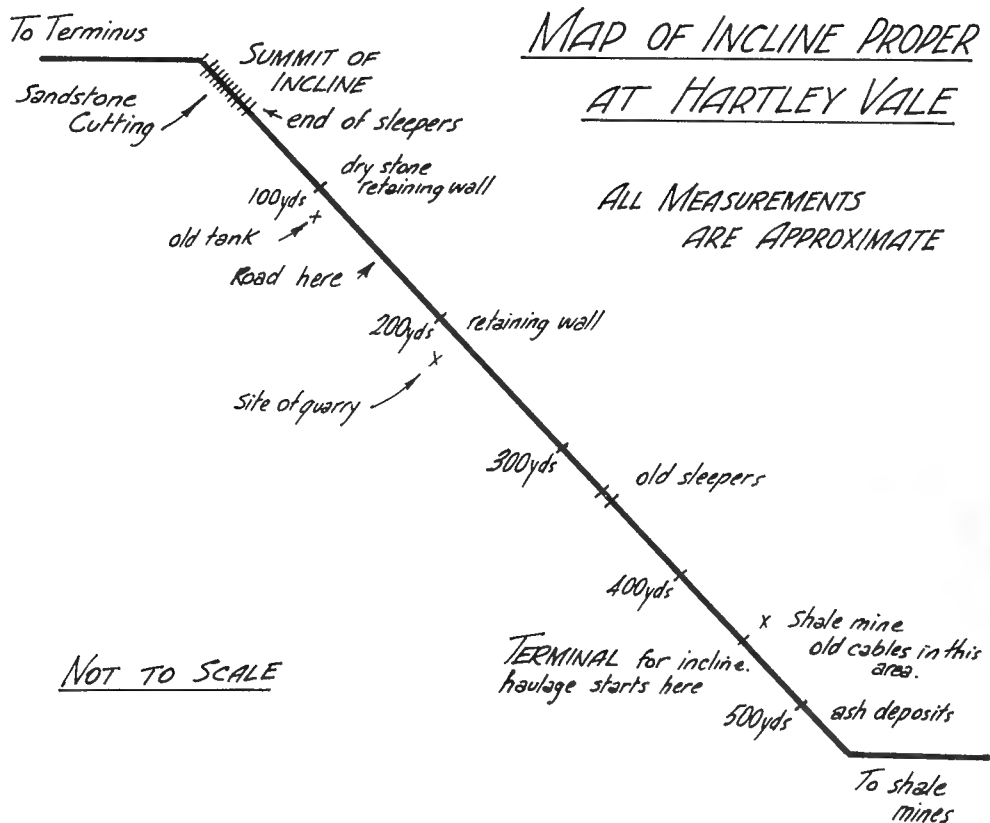 MAP OF INCLINE PROPER
AT HARTLEY VALE
ALL MEASUREMENTS
ARE APPROXIMATE
To Terminus
SUMMIT OF
INCLINE
Sandstone
Cutting
end of sleepers
dry stone
retaining wall
100yds
old tank
Road here
200yds
retaining wall
Site of quarry
300yds
old sleepers
400yds
Shale mine
old cables in this
area.
TERMINAL for incline.
haulage starts here
NOT TO SCALE
500yds
ash deposits
To shale
mines